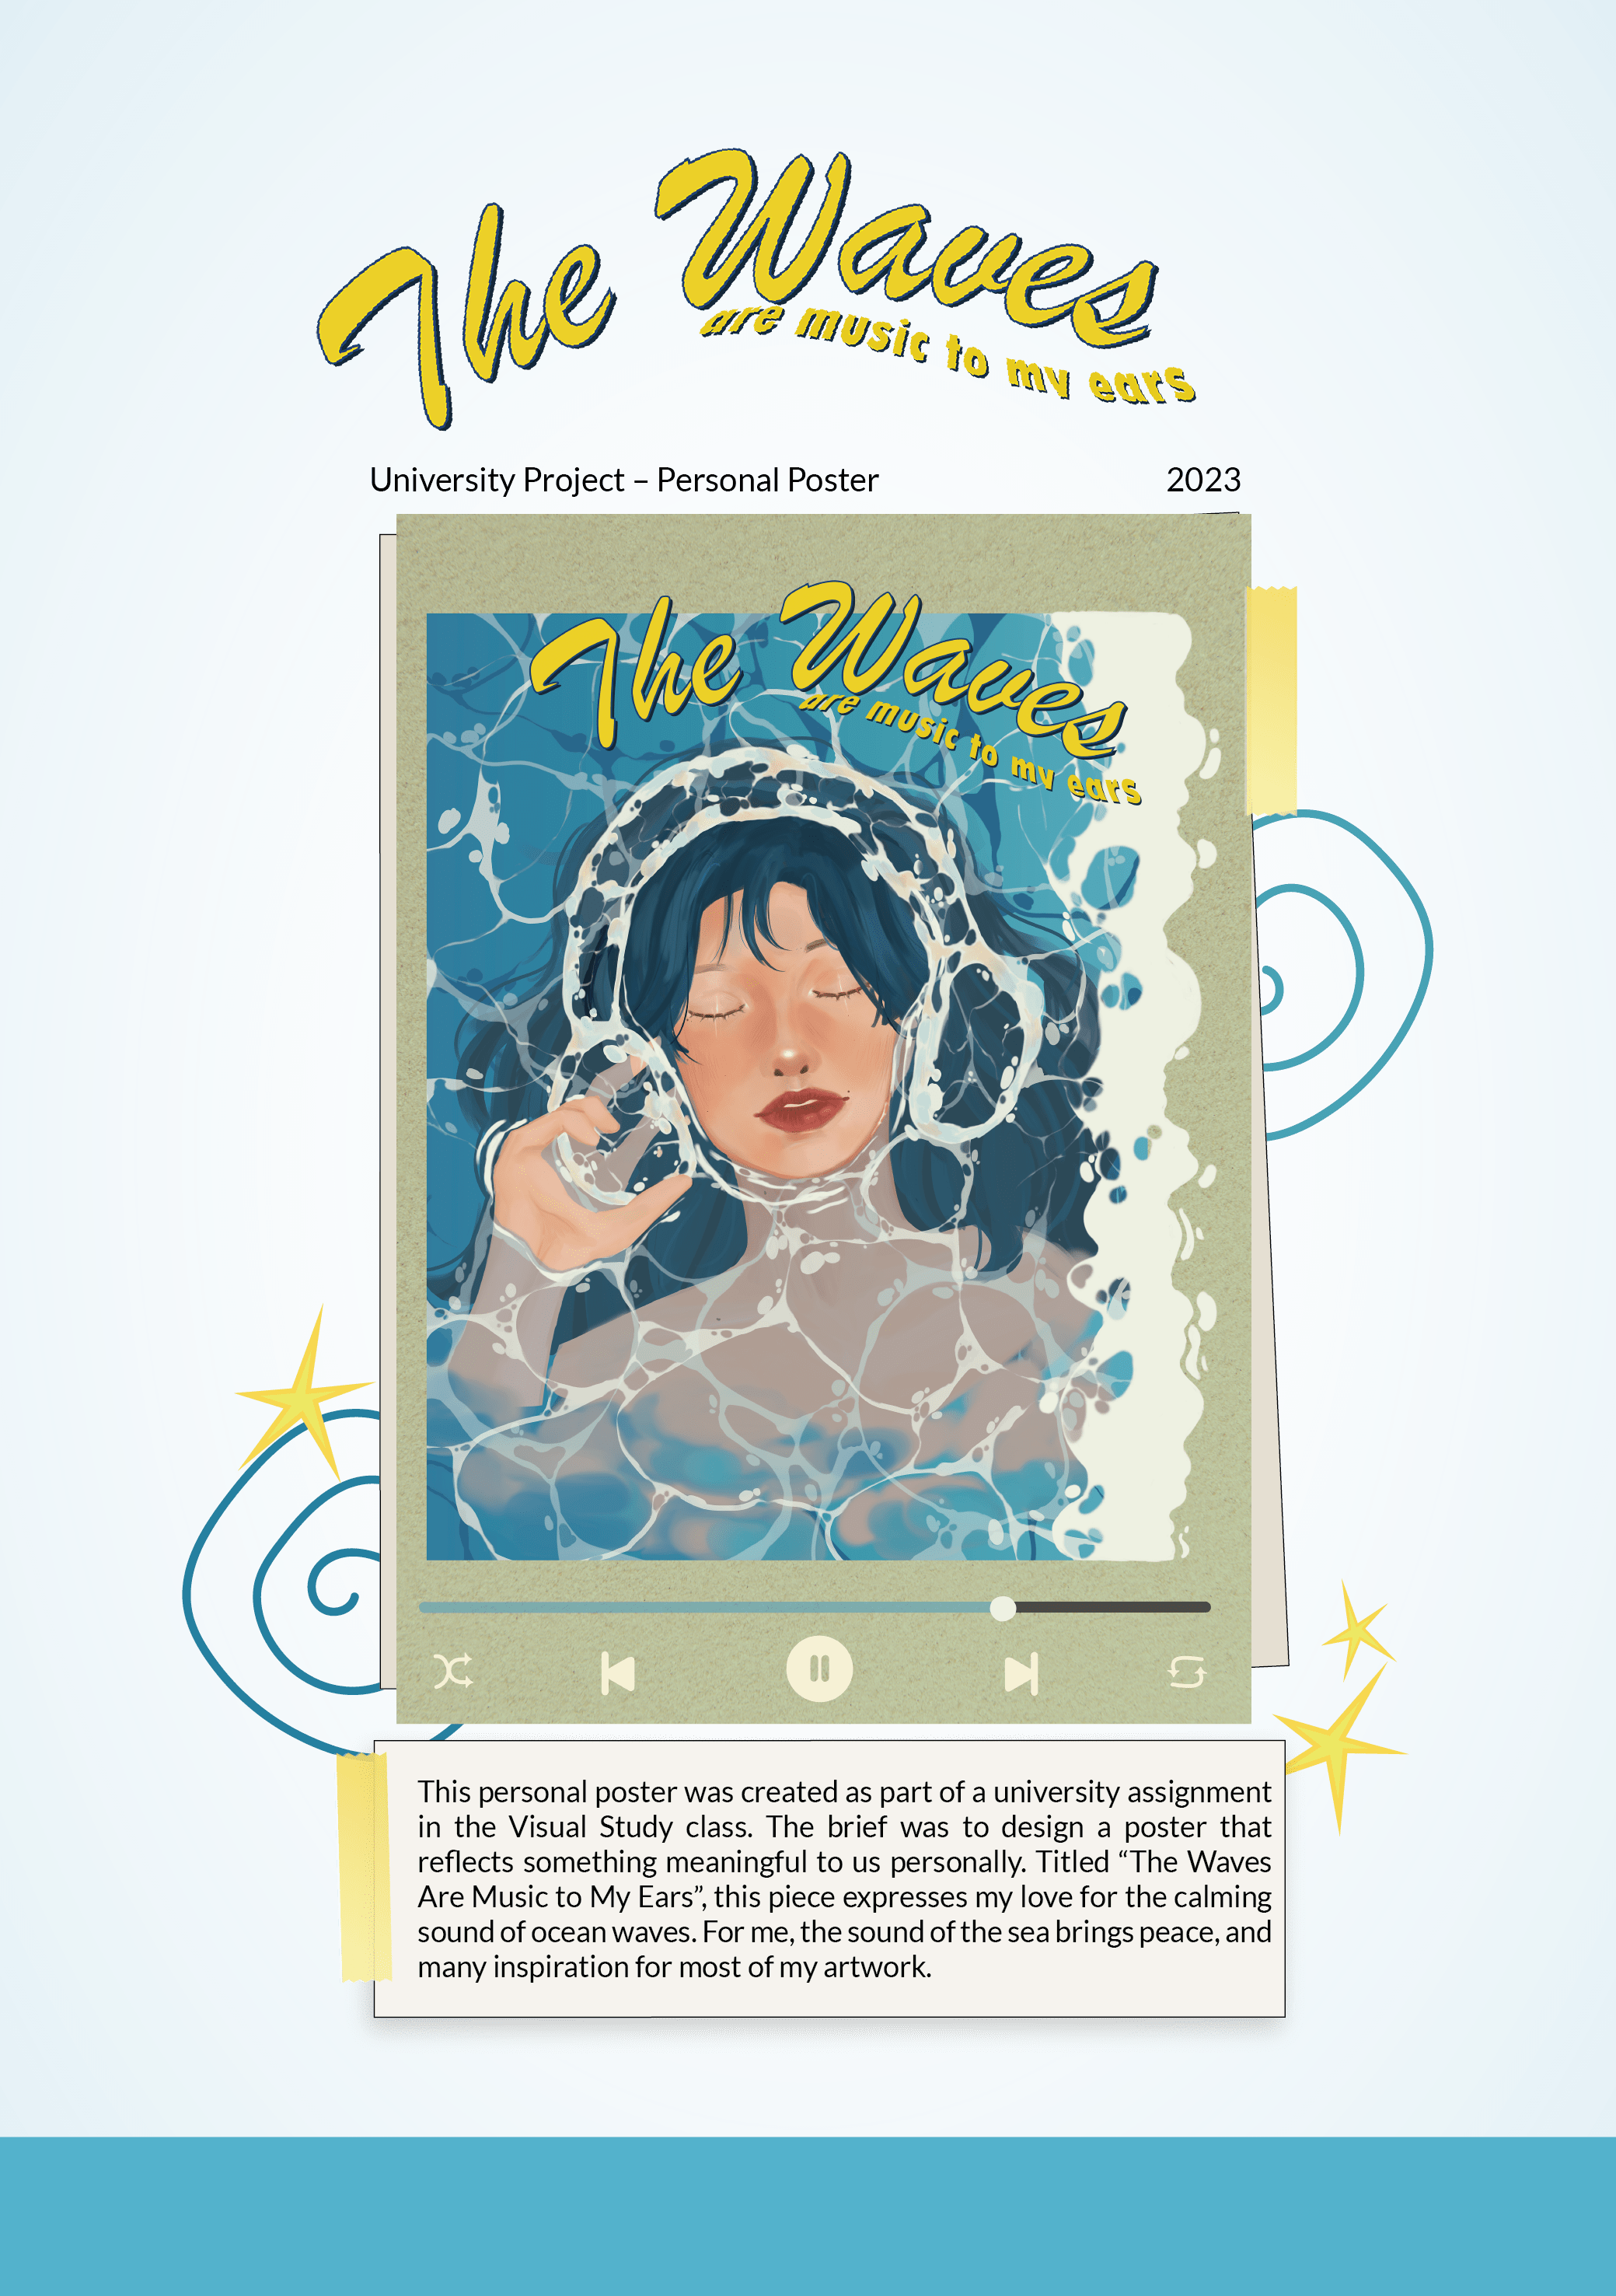 The Waves
are music to my ears
University Project – Personal Poster 2023
The Waves
are music to my ears
This personal poster was created as part of a university assignment
in the Visual Study class. The brief was to design a poster that
reflects something meaningful to us personally. Titled “The Waves
Are Music to My Ears”, this piece expresses my love for the calming
sound of ocean waves. For me, the sound of the sea brings peace, and
many inspiration for most of my artwork.